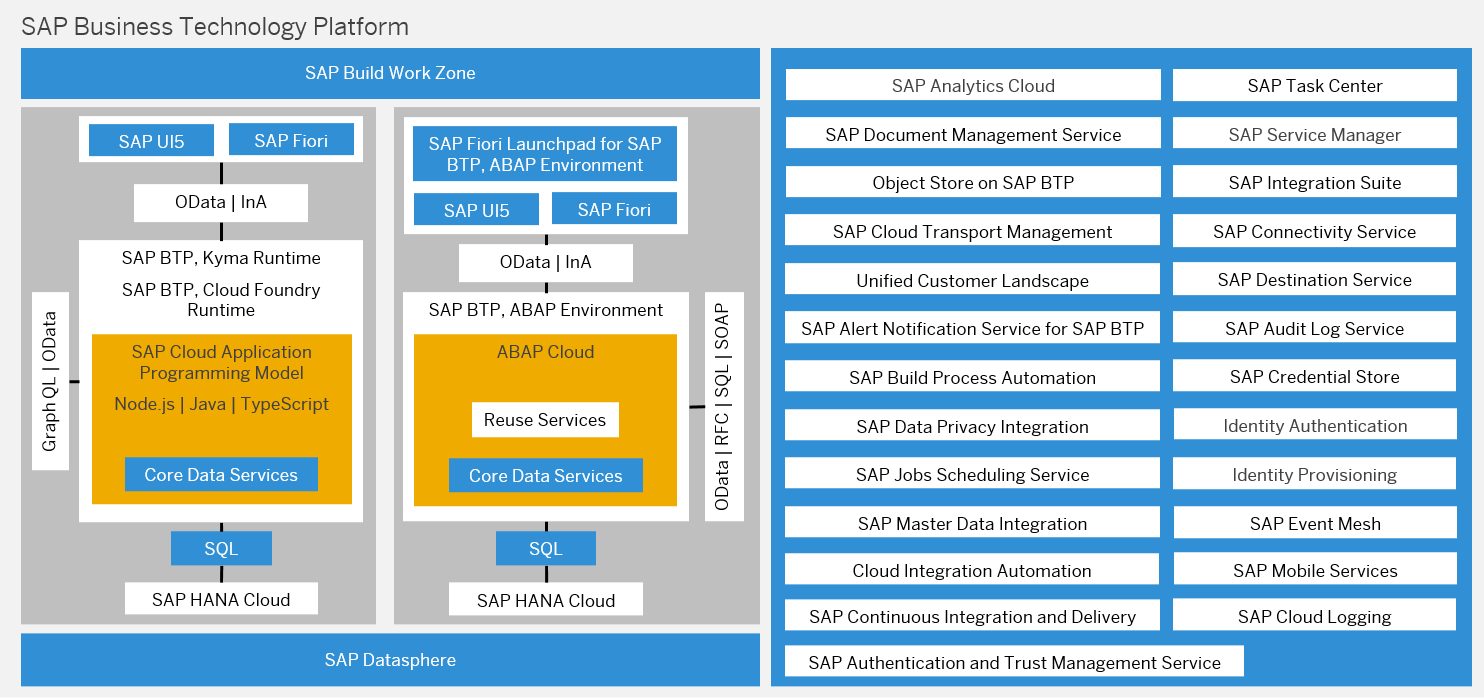 SAP Business Technology Platform
SAP Build Work Zone
SAP UI5
SAP Fiori
OData | InA
SAP BTP, Kyma Runtime
SAP BTP, Cloud Foundry
Runtime
Graph QL | OData
SAP Cloud Application
Programming Model
Node.js | Java | TypeScript
Core Data Services
SQL
SAP HANA Cloud
SAP Fiori Launchpad for SAP
BTP, ABAP Environment
SAP UI5
SAP Fiori
OData | InA
SAP BTP, ABAP Environment
ABAP Cloud
Reuse Services
Core Data Services
OData | RFC | SQL | SOAP
SQL
SAP HANA Cloud
SAP Datasphere
SAP Analytics Cloud
SAP Task Center
SAP Document Management Service
SAP Service Manager
Object Store on SAP BTP
SAP Integration Suite
SAP Cloud Transport Management
SAP Connectivity Service
Unified Customer Landscape
SAP Destination Service
SAP Alert Notification Service for SAP BTP
SAP Audit Log Service
SAP Build Process Automation
SAP Credential Store
SAP Data Privacy Integration
Identity Authentication
SAP Jobs Scheduling Service
Identity Provisioning
SAP Master Data Integration
SAP Event Mesh
Cloud Integration Automation
SAP Mobile Services
SAP Continuous Integration and Delivery
SAP Cloud Logging
SAP Authentication and Trust Management Service